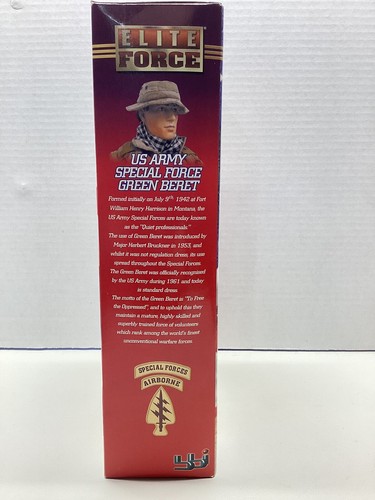 ELITE
FORCE
US ARMY
SPECIAL FORCE
GREEN BERET
Formed initially on July 9th 1942 at Fort
William Henry Harrison in Montana, the
US Army Special Forces are today known
as the "Quiet professionals."
The use of Green Beret was introduced by
Major Herbert Bruckner in 1953, and
whilst it was not regulation dress, its use
spread throughout the Special Forces.
The Green Beret was officially recognised
by the US Army during 1961 and today
is standard dress.
The motto of the Green Beret is "To Free
the Oppressed", and to uphold this they
maintain a mature, highly skilled and
superbly trained force of volunteers
which rank among the world's finest
unconventional warfare forces.
SPECIAL FORCES
AIRBORNE